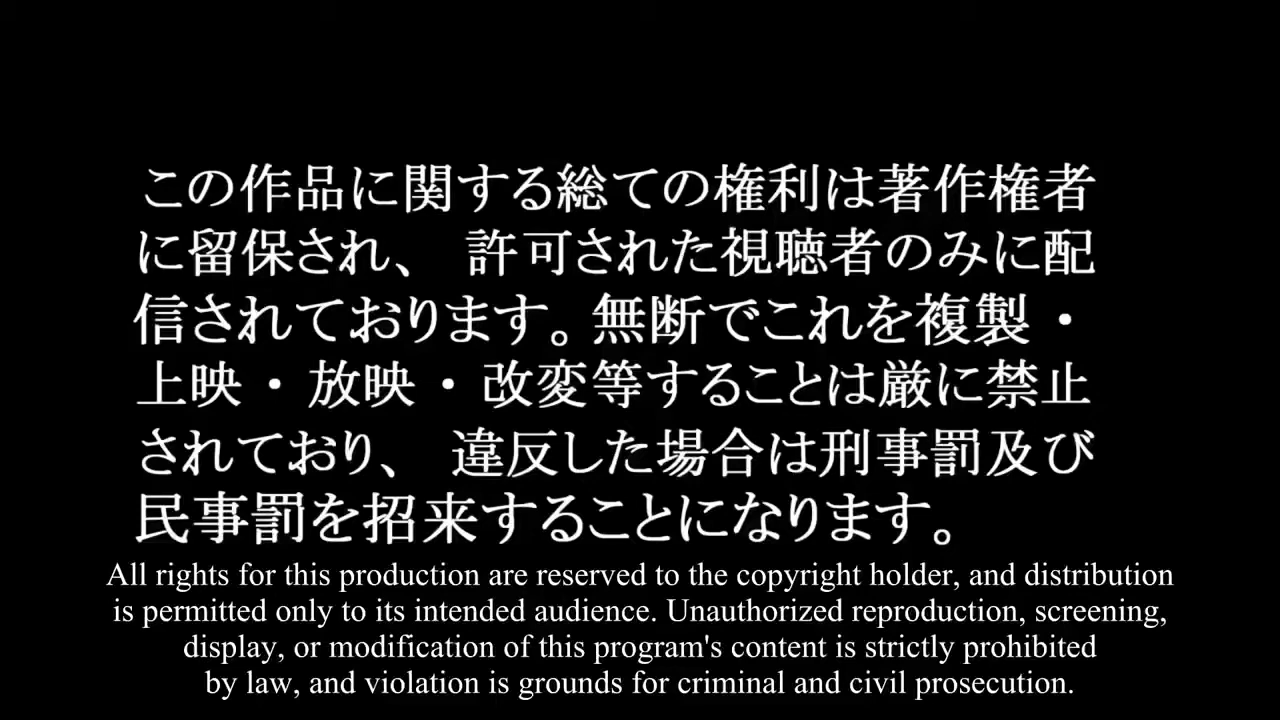 この作品に関する総ての権利は著作権者
に留保され、 許可された視聴者のみに配
信されております。無断でこれを複製・
上映・放映・改変等することは厳に禁止
されており、 違反した場合は刑事罰及び
民事罰を招来することになります。
All rights for this production are reserved to the copyright holder, and distribution
is permitted only to its intended audience. Unauthorized reproduction, screening,
display, or modification of this program's content is strictly prohibited
by law, and violation is grounds for criminal and civil prosecution.